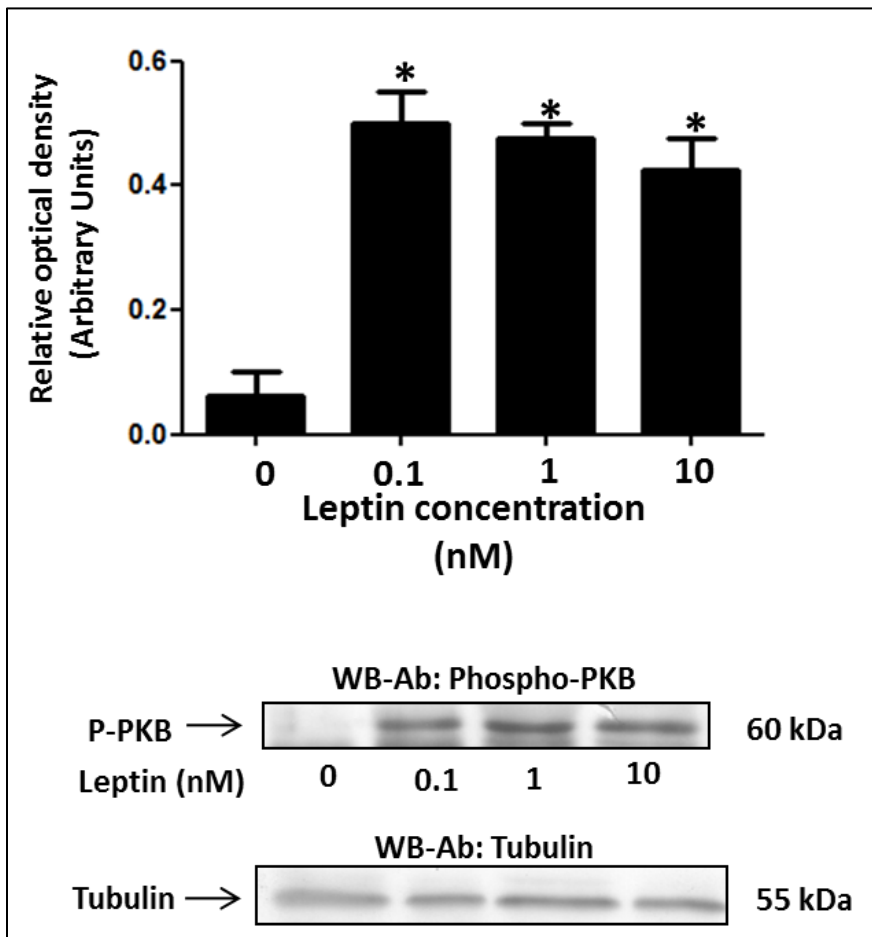 Relative optical density
(Arbitrary Units)
0.6
0.4
0.2
0.0
*
*
*
0 0.1 1 10
Leptin concentration
(nM)
WB-Ab: Phospho-PKB
P-PKB 60 kDa
Leptin (nM) 0 0.1 1 10
WB-Ab: Tubulin
Tubulin 55 kDa